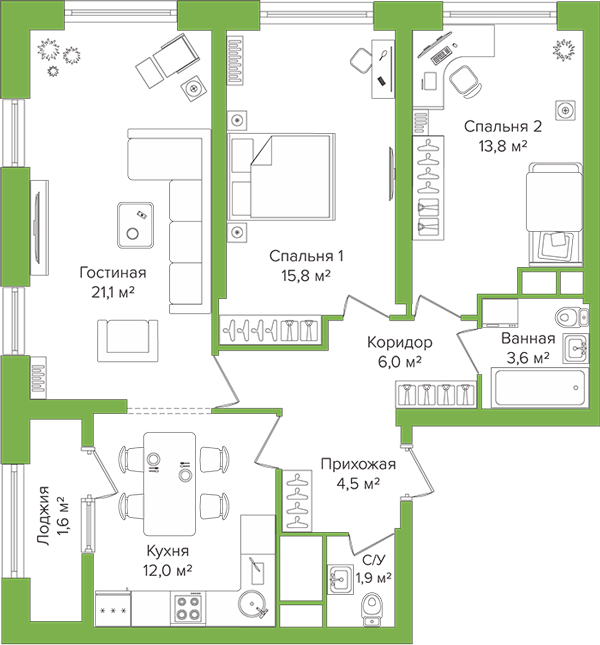 Спальня 2
13,8 м²
Спальня 1
15,8 м²
Гостиная
21,1 м²
Коридор
6,0 м²
Ванная
3,6 м²
Прихожая
4,5 м²
Лоджия
1,6 м²
Кухня
12,0 м²
С/У
1,9 м²